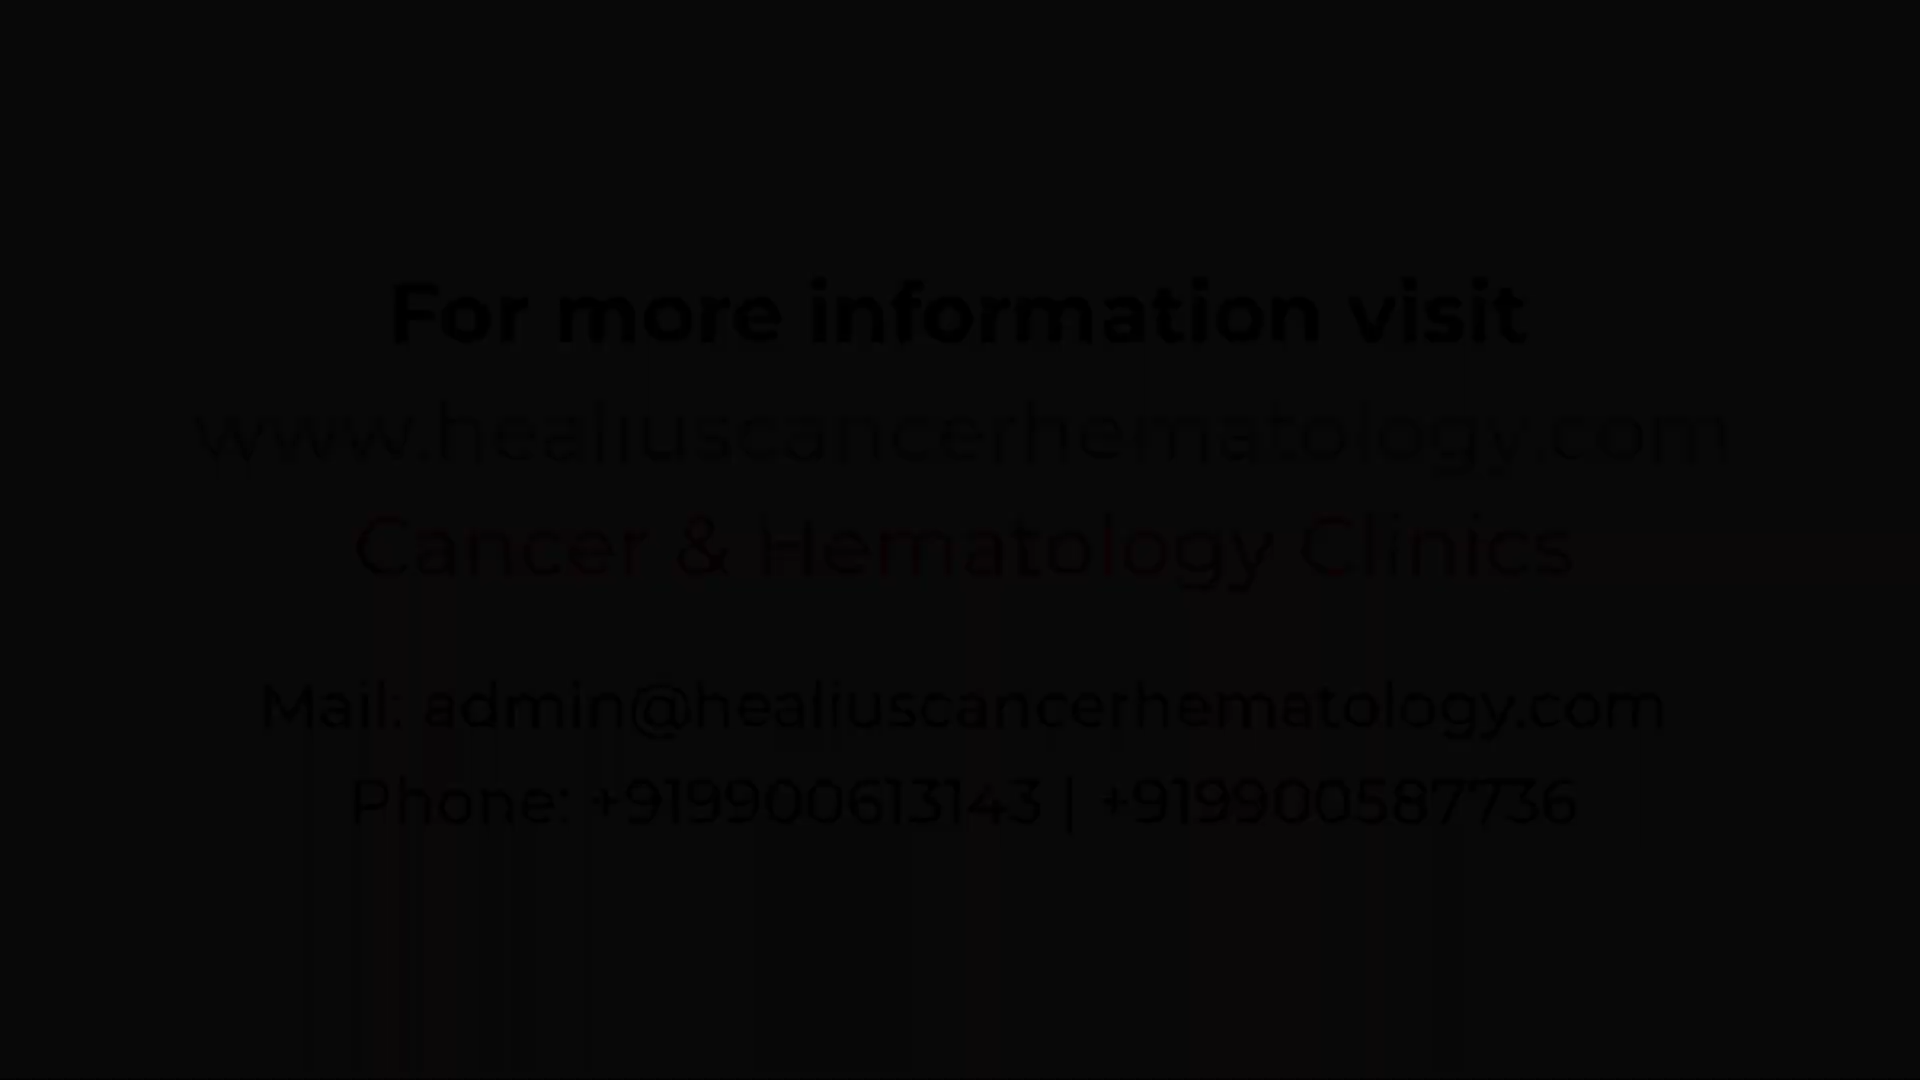 For more information visit
www.healiuscancerhematology.com
Cancer & Hematology Clinics
Mail: admin@healiuscancerhematology.com
Phone: +919900613143 | +919900587736